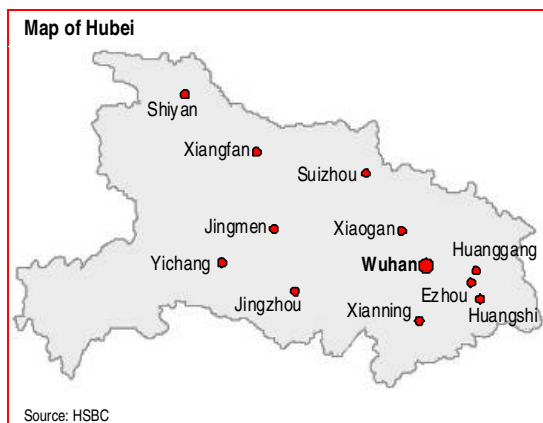 Map of Hubei
Shiyan
Xiangfan
Suizhou
Jingmen
Xiaogan
Yichang
Wuhan
Huanggang
Jingzhou
Ezhou
Xianning
Huangshi
Source: HSBC